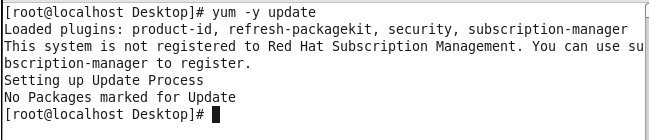 [root@localhost Desktop]# yum -y update
Loaded plugins: product-id, refresh-packagekit, security, subscription-manager
This system is not registered to Red Hat Subscription Management. You can use su
bscription-manager to register.
Setting up Update Process
No Packages marked for Update
[root@localhost Desktop]#